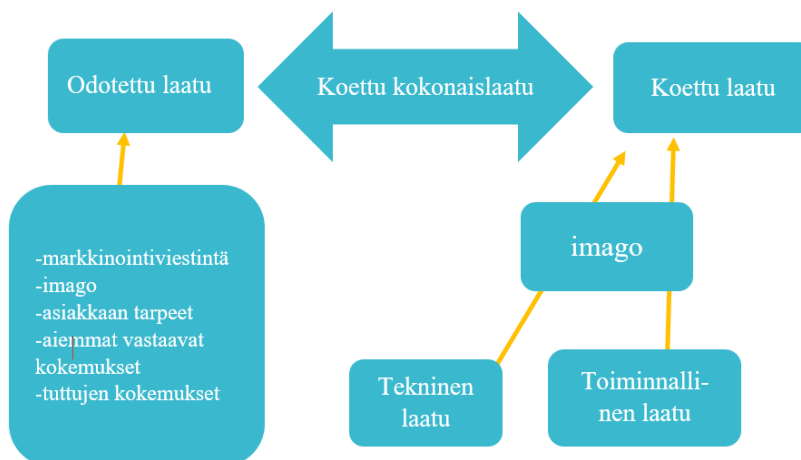 Odotettu laatu
Koettu kokonaislaatu
Koettu laatu
-markkinointiviestintä
-imago
-asiakkaan tarpeet
-aiemmat vastaavat
kokemukset
-tuttujen kokemukset
imago
Tekninen
laatu
Toiminnalli-
nen laatu